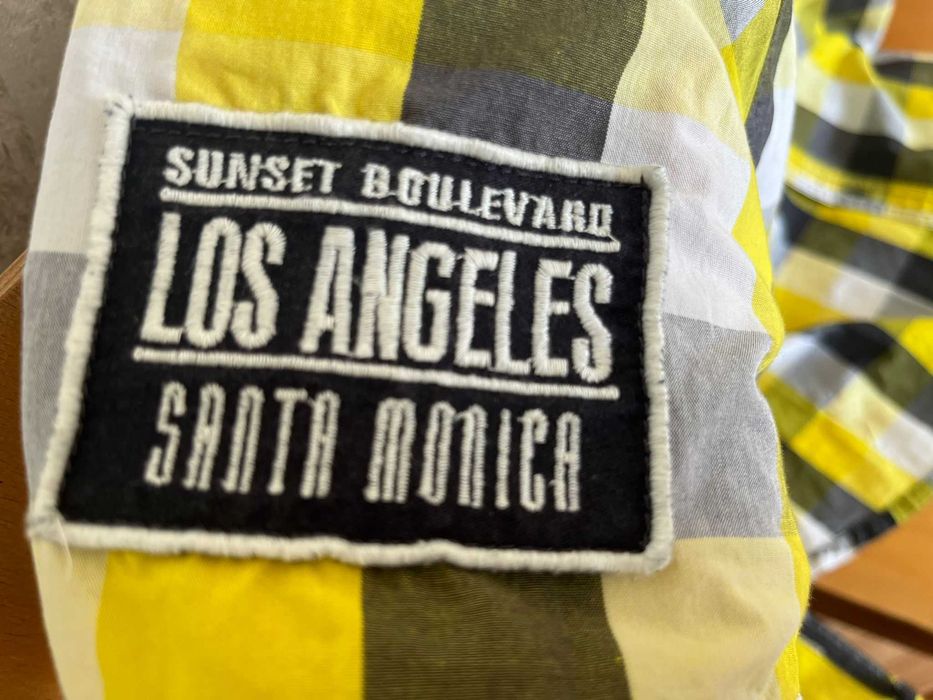 SUNSET BOULEVARD
LOS ANGELES
SANTA MONICA